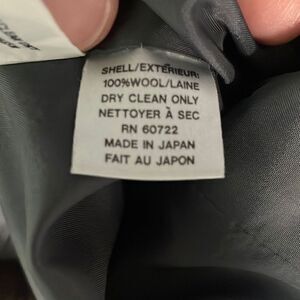 SHELL/EXTÉRIEUR:
100%WOOL/LAINE
DRY CLEAN ONLY
NETTOYER À SEC
RN 60722
MADE IN JAPAN
FAIT AU JAPON